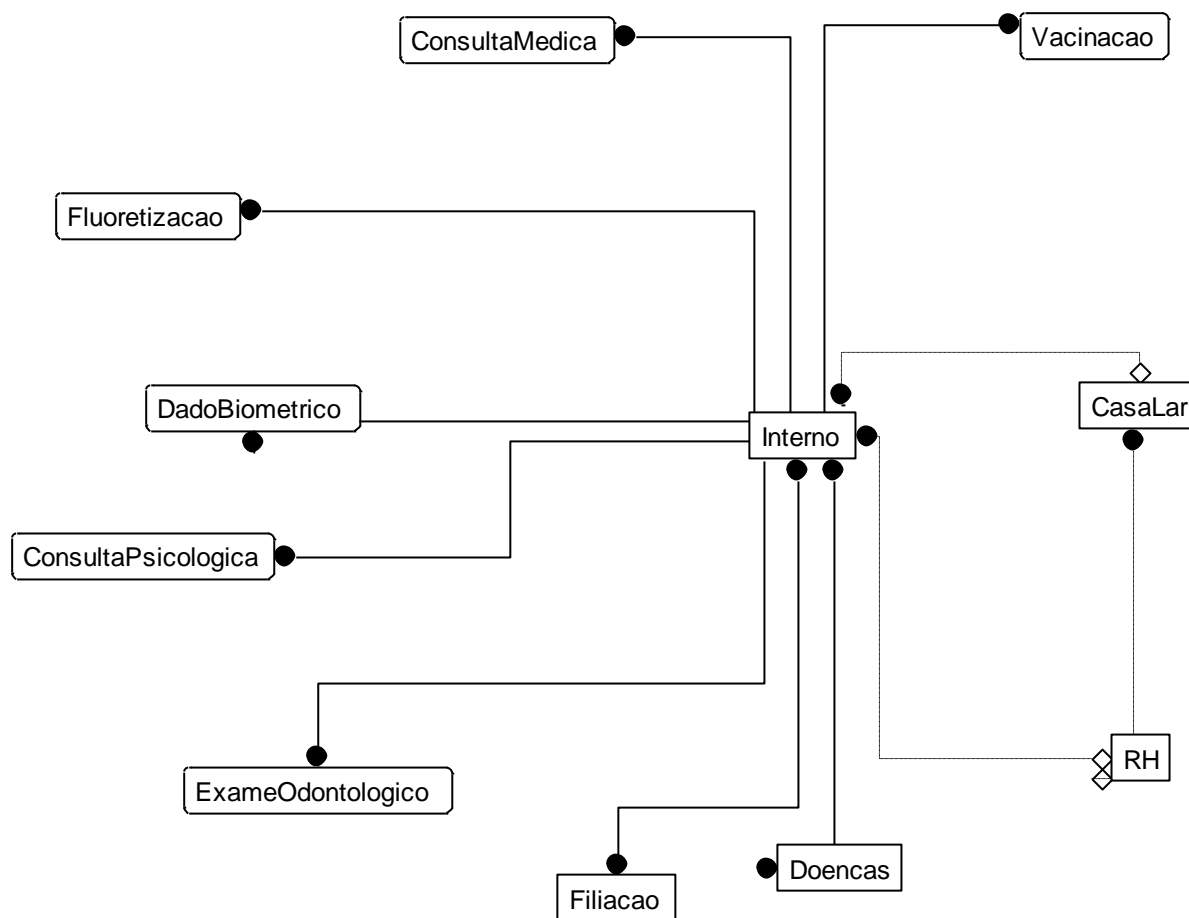 ConsultaMedica
Vacinacao
Fluoretizacao
DadoBiometrico
CasaLar
Interno
ConsultaPsicologica
RH
ExameOdontologico
Doencas
Filiacao